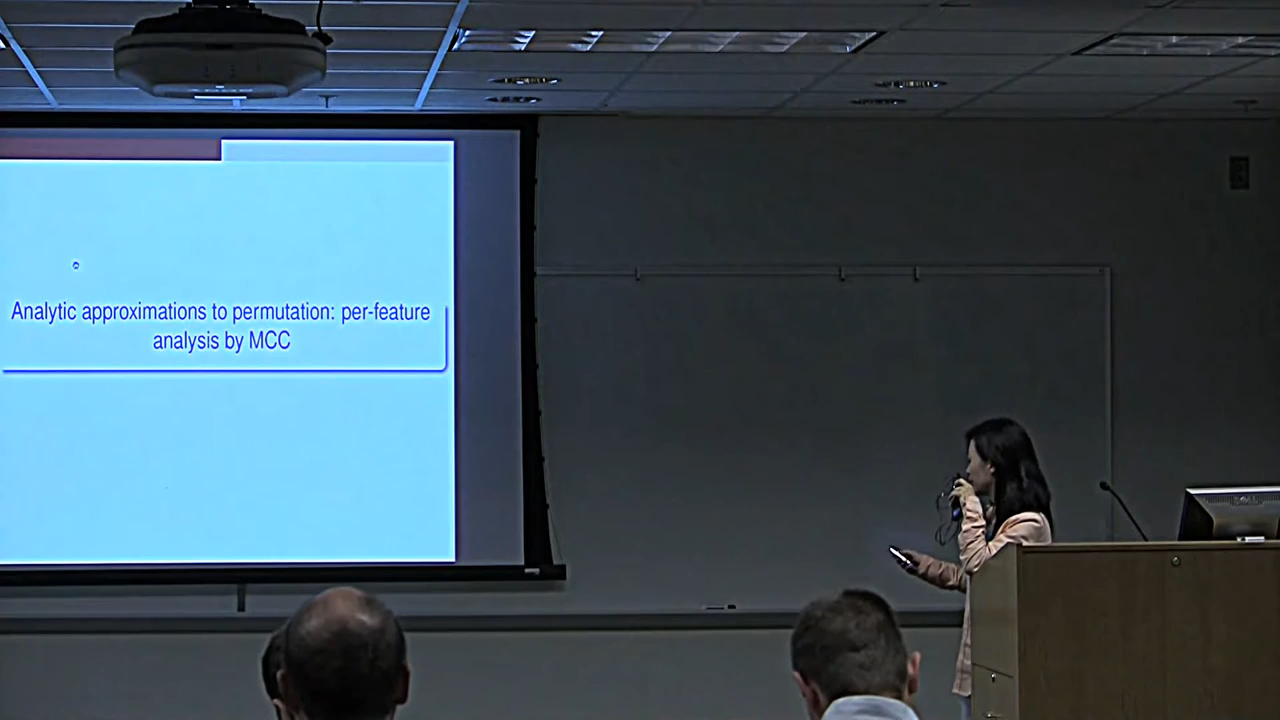 Analytic approximations to permutation: per-feature
analysis by MCC